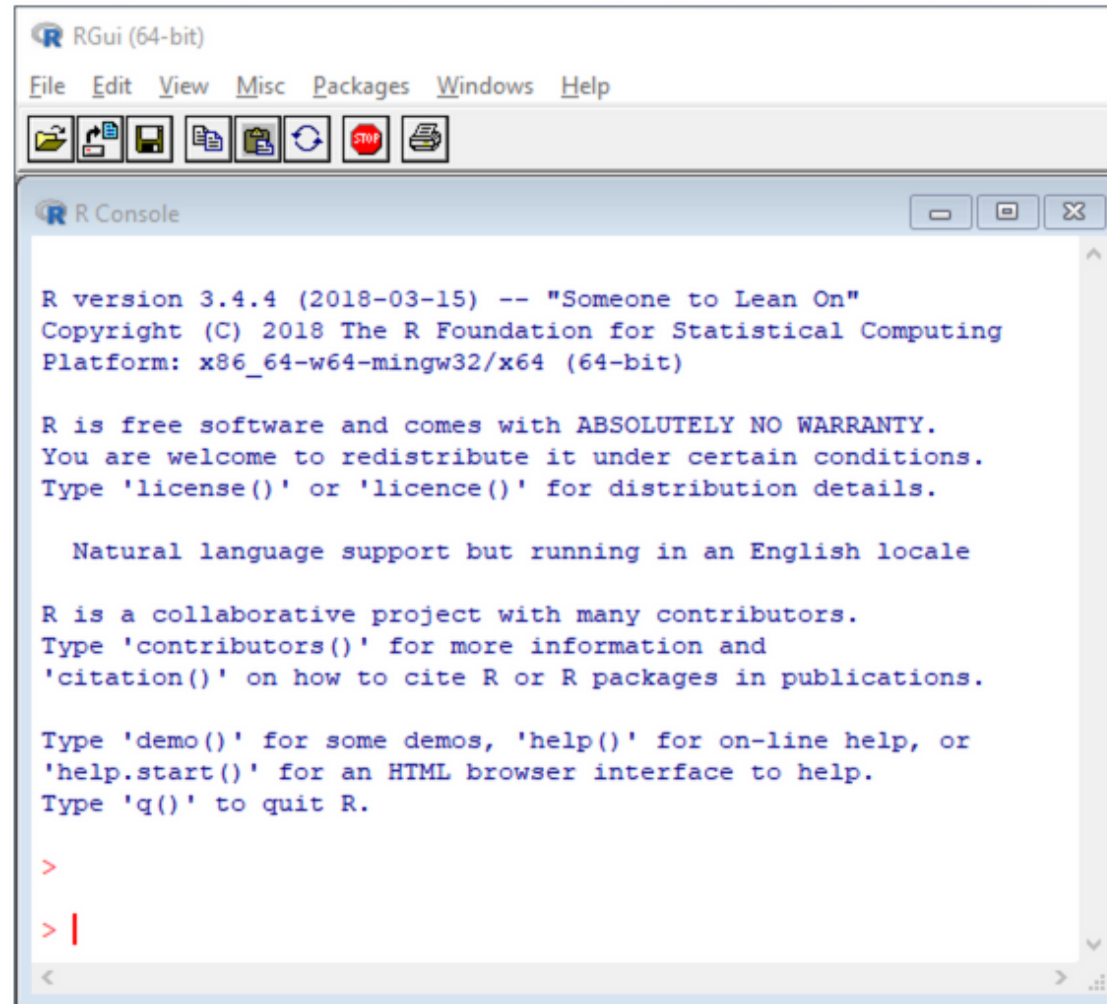 RGui (64-bit)
File Edit View Misc Packages Windows Help
STOP
R Console
R version 3.4.4 (2018-03-15) -- "Someone to Lean On"
Copyright (C) 2018 The R Foundation for Statistical Computing
Platform: x86_64-w64-mingw32/x64 (64-bit)
R is free software and comes with ABSOLUTELY NO WARRANTY.
You are welcome to redistribute it under certain conditions.
Type 'license()' or 'licence()' for distribution details.
Natural language support but running in an English locale
R is a collaborative project with many contributors.
Type 'contributors()' for more information and
'citation()' on how to cite R or R packages in publications.
Type 'demo()' for some demos, 'help()' for on-line help, or
'help.start()' for an HTML browser interface to help.
Type 'q()' to quit R.
>
>